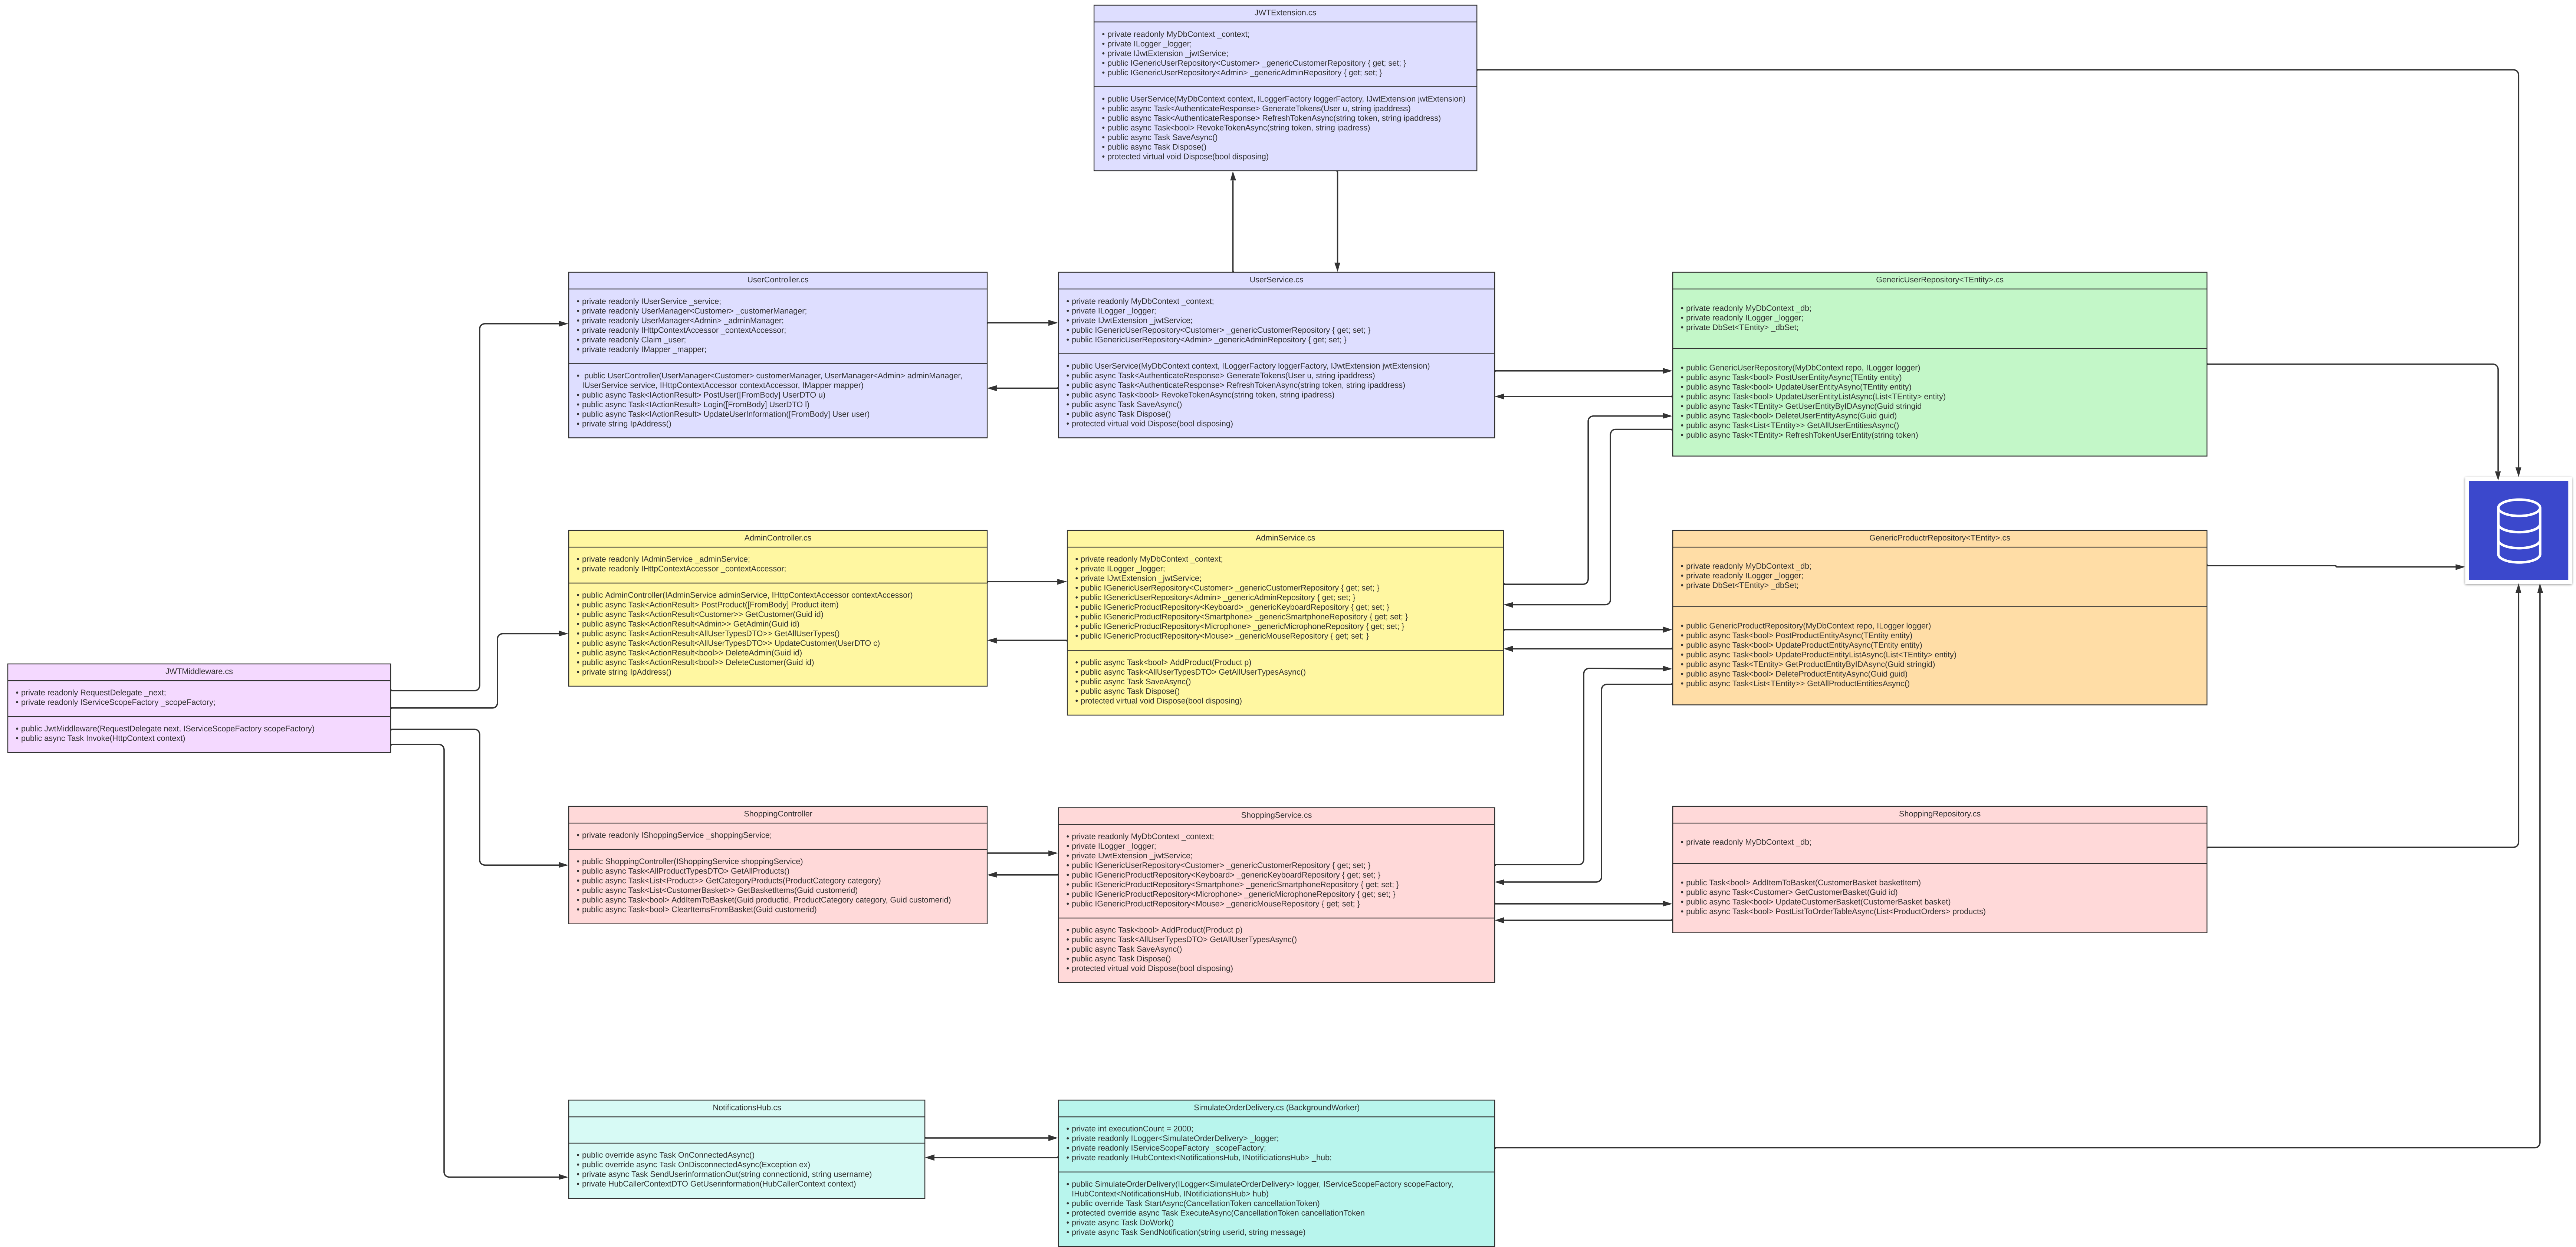 JWTExtension.cs
• private readonly MyDbContext _context;
• private ILogger _logger;
• private IJwtExtension _jwtService;
• public IGenericUserRepository<Customer> _genericCustomerRepository { get; set; }
• public IGenericUserRepository<Admin> _genericAdminRepository { get; set; }
• public UserService(MyDbContext context, ILoggerFactory loggerFactory, IJwtExtension jwtExtension)
• public async Task<AuthenticateResponse> GenerateTokens(User u, string ipaddress)
• public async Task<AuthenticateResponse> RefreshTokenAsync(string token, string ipaddress)
• public async Task<bool> RevokeTokenAsync(string token, string ipadress)
• public async Task SaveAsync()
• public async Task Dispose()
• protected virtual void Dispose(bool disposing)
UserController.cs
• private readonly IUserService _service;
• private readonly UserManager<Customer> _customerManager;
• private readonly UserManager<Admin> _adminManager;
• private readonly IHttpContextAccessor _contextAccessor;
• private readonly Claim _user;
• private readonly IMapper _mapper;
• public UserController(UserManager<Customer> customerManager, UserManager<Admin> adminManager,
IUserService service, IHttpContextAccessor contextAccessor, IMapper mapper)
• public async Task<IActionResult> PostUser([FromBody] UserDTO u)
• public async Task<IActionResult> Login([FromBody] UserDTO l)
• public async Task<IActionResult> UpdateUserInformation([FromBody] User user)
• private string IpAddress()
UserService.cs
• private readonly MyDbContext _context;
• private ILogger _logger;
• private IJwtExtension _jwtService;
• public IGenericUserRepository<Customer> _genericCustomerRepository { get; set; }
• public IGenericUserRepository<Admin> _genericAdminRepository { get; set; }
• public UserService(MyDbContext context, ILoggerFactory loggerFactory, IJwtExtension jwtExtension)
• public async Task<AuthenticateResponse> GenerateTokens(User u, string ipaddress)
• public async Task<AuthenticateResponse> RefreshTokenAsync(string token, string ipaddress)
• public async Task<bool> RevokeTokenAsync(string token, string ipadress)
• public async Task SaveAsync()
• public async Task Dispose()
• protected virtual void Dispose(bool disposing)
GenericUserRepository<TEntity>.cs
• private readonly MyDbContext _db;
• private readonly ILogger _logger;
• private DbSet<TEntity> _dbSet;
• public GenericUserRepository(MyDbContext repo, ILogger logger)
• public async Task<bool> PostUserEntityAsync(TEntity entity)
• public async Task<bool> UpdateUserEntityAsync(TEntity entity)
• public async Task<bool> UpdateUserEntityListAsync(List<TEntity> entity)
• public async Task<TEntity> GetUserEntityByIDAsync(Guid stringid
• public async Task<bool> DeleteUserEntityAsync(Guid guid)
• public async Task<List<TEntity>> GetAllUserEntitiesAsync()
• public async Task<TEntity> RefreshTokenUserEntity(string token)
AdminController.cs
• private readonly IAdminService _adminService;
• private readonly IHttpContextAccessor _contextAccessor;
• public AdminController(IAdminService adminService, IHttpContextAccessor contextAccessor)
• public async Task<ActionResult> PostProduct([FromBody] Product item)
• public async Task<ActionResult<Customer>> GetCustomer(Guid id)
• public async Task<ActionResult<Admin>> GetAdmin(Guid id)
• public async Task<ActionResult<AllUserTypesDTO>> GetAllUserTypes()
• public async Task<ActionResult<AllUserTypesDTO>> UpdateCustomer(UserDTO c)
• public async Task<ActionResult<bool>> DeleteAdmin(Guid id)
• public async Task<ActionResult<bool>> DeleteCustomer(Guid id)
• private string IpAddress()
AdminService.cs
• private readonly MyDbContext _context;
• private ILogger _logger;
• private IJwtExtension _jwtService;
• public IGenericUserRepository<Customer> _genericCustomerRepository { get; set; }
• public IGenericUserRepository<Admin> _genericAdminRepository { get; set; }
• public IGenericProductRepository<Keyboard> _genericKeyboardRepository { get; set; }
• public IGenericProductRepository<Smartphone> _genericSmartphoneRepository { get; set; }
• public IGenericProductRepository<Microphone> _genericMicrophoneRepository { get; set; }
• public IGenericProductRepository<Mouse> _genericMouseRepository { get; set; }
• public async Task<bool> AddProduct(Product p)
• public async Task<AllUserTypesDTO> GetAllUserTypesAsync()
• public async Task SaveAsync()
• public async Task Dispose()
• protected virtual void Dispose(bool disposing)
GenericProductrRepository<TEntity>.cs
• private readonly MyDbContext _db;
• private readonly ILogger _logger;
• private DbSet<TEntity> _dbSet;
• public GenericProductRepository(MyDbContext repo, ILogger logger)
• public async Task<bool> PostProductEntityAsync(TEntity entity)
• public async Task<bool> UpdateProductEntityAsync(TEntity entity)
• public async Task<bool> UpdateProductEntityListAsync(List<TEntity> entity)
• public async Task<TEntity> GetProductEntityByIDAsync(Guid stringid)
• public async Task<bool> DeleteProductEntityAsync(Guid guid)
• public async Task<List<TEntity>> GetAllProductEntitiesAsync()
JWTMiddleware.cs
• private readonly RequestDelegate _next;
• private readonly IServiceScopeFactory _scopeFactory;
• public JwtMiddleware(RequestDelegate next, IServiceScopeFactory scopeFactory)
• public async Task Invoke(HttpContext context)
ShoppingController
• private readonly IShoppingService _shoppingService;
• public ShoppingController(IShoppingService shoppingService)
• public async Task<AllProductTypesDTO> GetAllProducts()
• public async Task<List<Product>> GetCategoryProducts(ProductCategory category)
• public async Task<List<CustomerBasket>> GetBasketItems(Guid customerid)
• public async Task<bool> AddItemToBasket(Guid productid, ProductCategory category, Guid customerid)
• public async Task<bool> ClearItemsFromBasket(Guid customerid)
ShoppingService.cs
• private readonly MyDbContext _context;
• private ILogger _logger;
• private IJwtExtension _jwtService;
• public IGenericUserRepository<Customer> _genericCustomerRepository { get; set; }
• public IGenericProductRepository<Keyboard> _genericKeyboardRepository { get; set; }
• public IGenericProductRepository<Smartphone> _genericSmartphoneRepository { get; set; }
• public IGenericProductRepository<Microphone> _genericMicrophoneRepository { get; set; }
• public IGenericProductRepository<Mouse> _genericMouseRepository { get; set; }
• public async Task<bool> AddProduct(Product p)
• public async Task<AllUserTypesDTO> GetAllUserTypesAsync()
• public async Task SaveAsync()
• public async Task Dispose()
• protected virtual void Dispose(bool disposing)
ShoppingRepository.cs
• private readonly MyDbContext _db;
• public Task<bool> AddItemToBasket(CustomerBasket basketItem)
• public async Task<Customer> GetCustomerBasket(Guid id)
• public async Task<bool> UpdateCustomerBasket(CustomerBasket basket)
• public async Task<bool> PostListToOrderTableAsync(List<ProductOrders> products)
NotificationsHub.cs
• public override async Task OnConnectedAsync()
• public override async Task OnDisconnectedAsync(Exception ex)
• private async Task SendUserinformationOut(string connectionid, string username)
• private HubCallerContextDTO GetUserinformation(HubCallerContext context)
SimulateOrderDelivery.cs (BackgroundWorker)
• private int executionCount = 2000;
• private readonly ILogger<SimulateOrderDelivery> _logger;
• private readonly IServiceScopeFactory _scopeFactory;
• private readonly IHubContext<NotificationsHub, INotificiationsHub> _hub;
• public SimulateOrderDelivery(ILogger<SimulateOrderDelivery> logger, IServiceScopeFactory scopeFactory,
IHubContext<NotificationsHub, INotificiationsHub> hub)
• public override Task StartAsync(CancellationToken cancellationToken)
• protected override async Task ExecuteAsync(CancellationToken cancellationToken
• private async Task DoWork()
• private async Task SendNotification(string userid, string message)